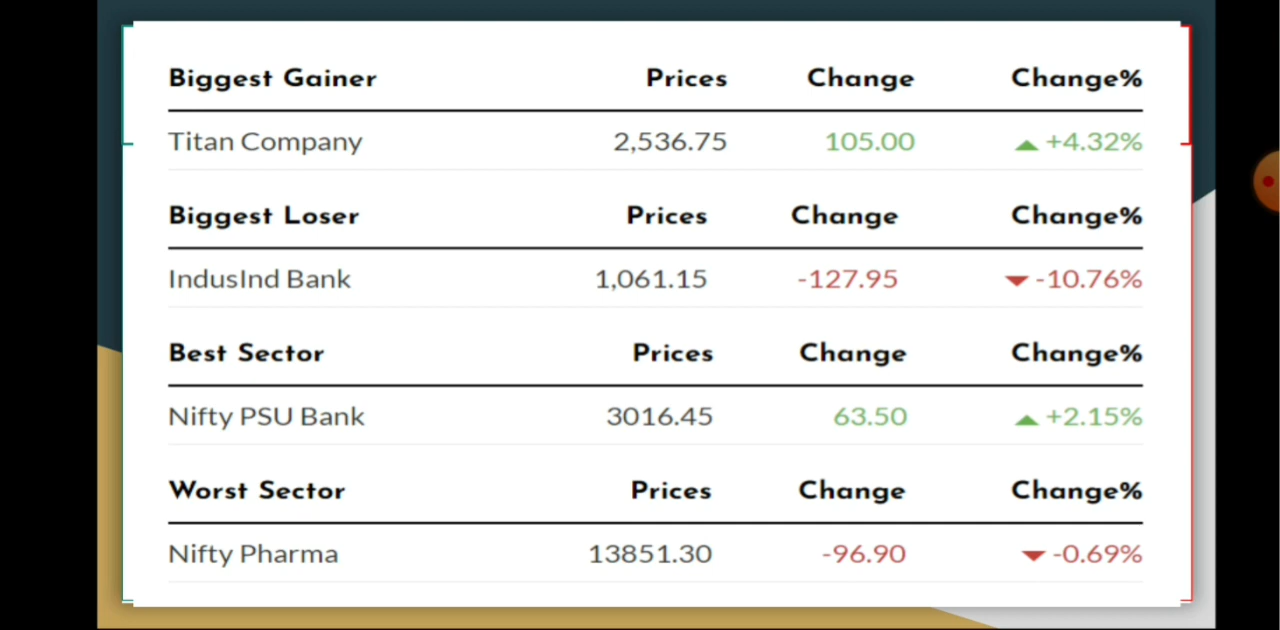 Biggest Gainer Prices Change Change%
Titan Company 2,536.75 105.00 ▲ +4.32%
Biggest Loser Prices Change Change%
IndusInd Bank 1,061.15 -127.95 ▼ -10.76%
Best Sector Prices Change Change%
Nifty PSU Bank 3016.45 63.50 ▲ +2.15%
Worst Sector Prices Change Change%
Nifty Pharma 13851.30 -96.90 ▼ -0.69%